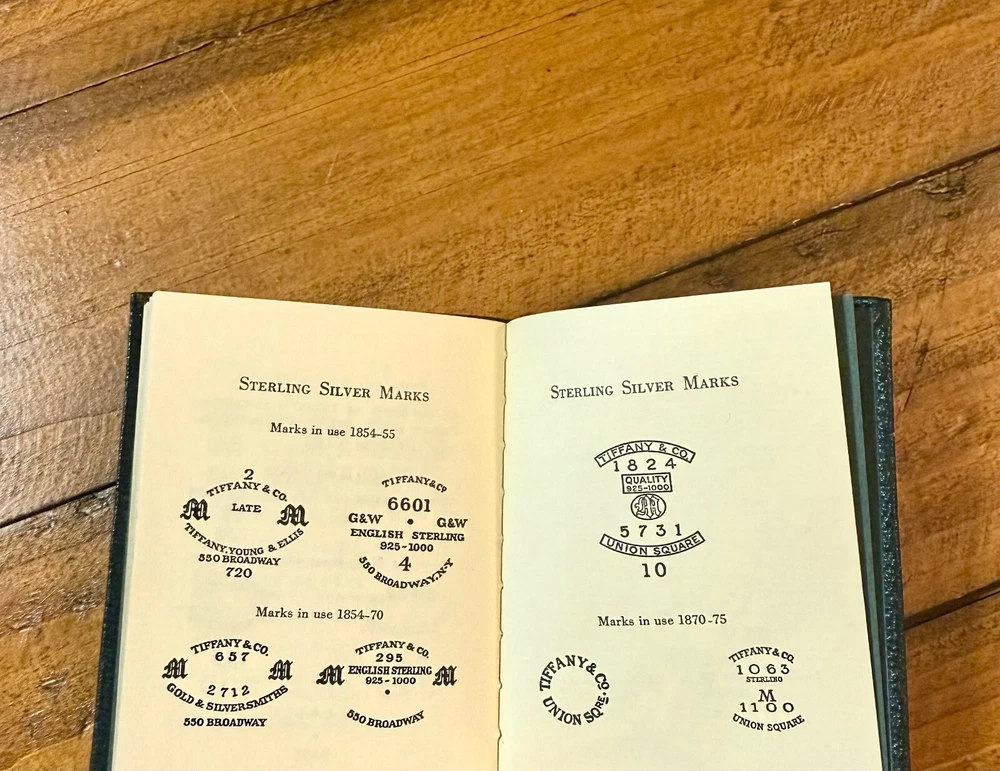 STERLING SILVER MARKS
Marks in use 1854-55
2
TIFFANY & CO.
M LATE M
TIFFANY, YOUNG & ELLIS
550 BROADWAY
720
TIFFANY & Co
6601
G&W • G&W
ENGLISH STERLING
925-1000
4
550 BROADWAY, N.Y
Marks in use 1854-70
TIFFANY & CO.
657
M M
2712
GOLD & SILVERSMITHS
550 BROADWAY
TIFFANY & CO.
295
M ENGLISH STERLING M
925-1000
•
550 BROADWAY
STERLING SILVER MARKS
TIFFANY & CO.
1824
QUALITY
925-1000
M
5731
UNION SQUARE
10
Marks in use 1870-75
TIFFANY & Co.
UNION SQRE.
TIFFANY & CO.
1063
STERLING
M
1100
UNION SQUARE